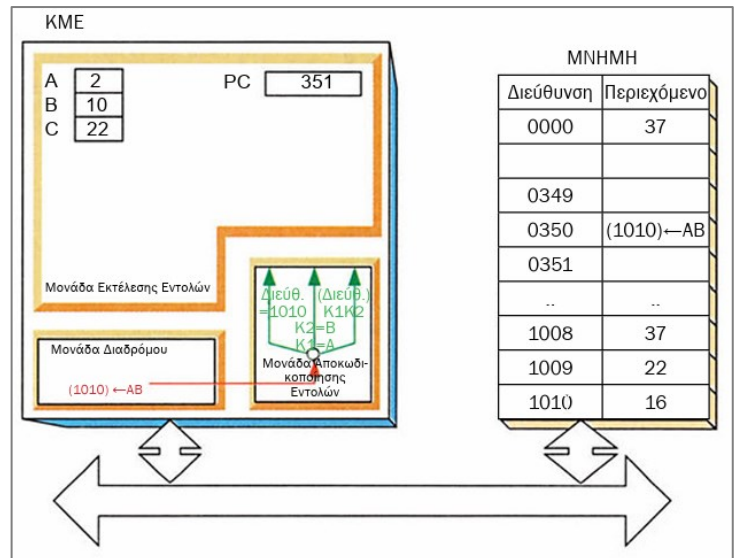 ΚΜΕ
A 2
B 10
C 22
PC 351
Μονάδα Εκτέλεσης Εντολών
Διεύθ. (Διεύθ.)
=1010 K1K2
K2=B
K1=A
Μονάδα Αποκωδι-
κοποίησης
Εντολών
Μονάδα Διαδρόμου
(1010) ←AB
ΜΝΗΜΗ
Διεύθυνση Περιεχόμενο
0000 37
0349
0350 (1010)←AB
0351
.. ..
1008 37
1009 22
1010 16